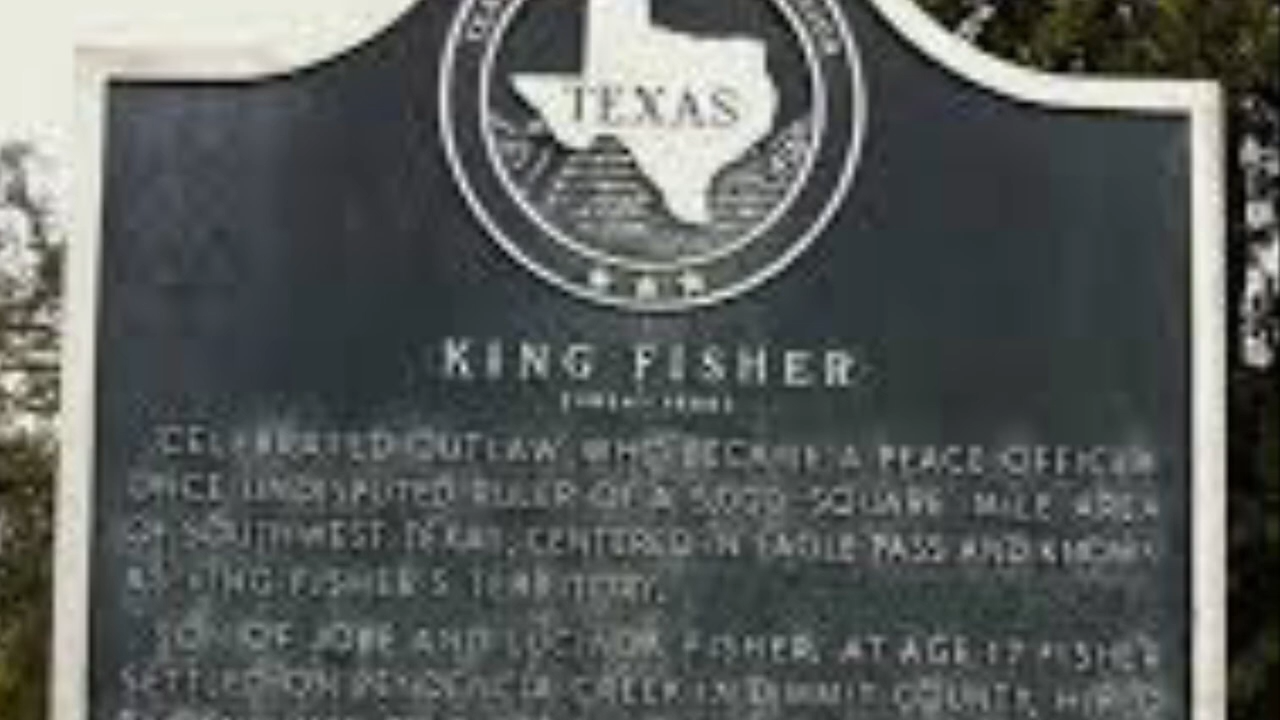 TEXAS
KING FISHER
CELEBRATED OUTLAW WHO BECAME A PEACE OFFICER
ONCE UNDISPUTED RULER OF A 5000 SQUARE MILE AREA
OF SOUTHWEST TEXAS, CENTERED IN EAGLE PASS AND KNOWN
AS KING FISHER'S TERRITORY.
SON OF JOBE AND LUCINDA FISHER, AT AGE 17 FISHER
SETTLED ON PENDENCIA CREEK IN DIMMIT COUNTY, HIRED